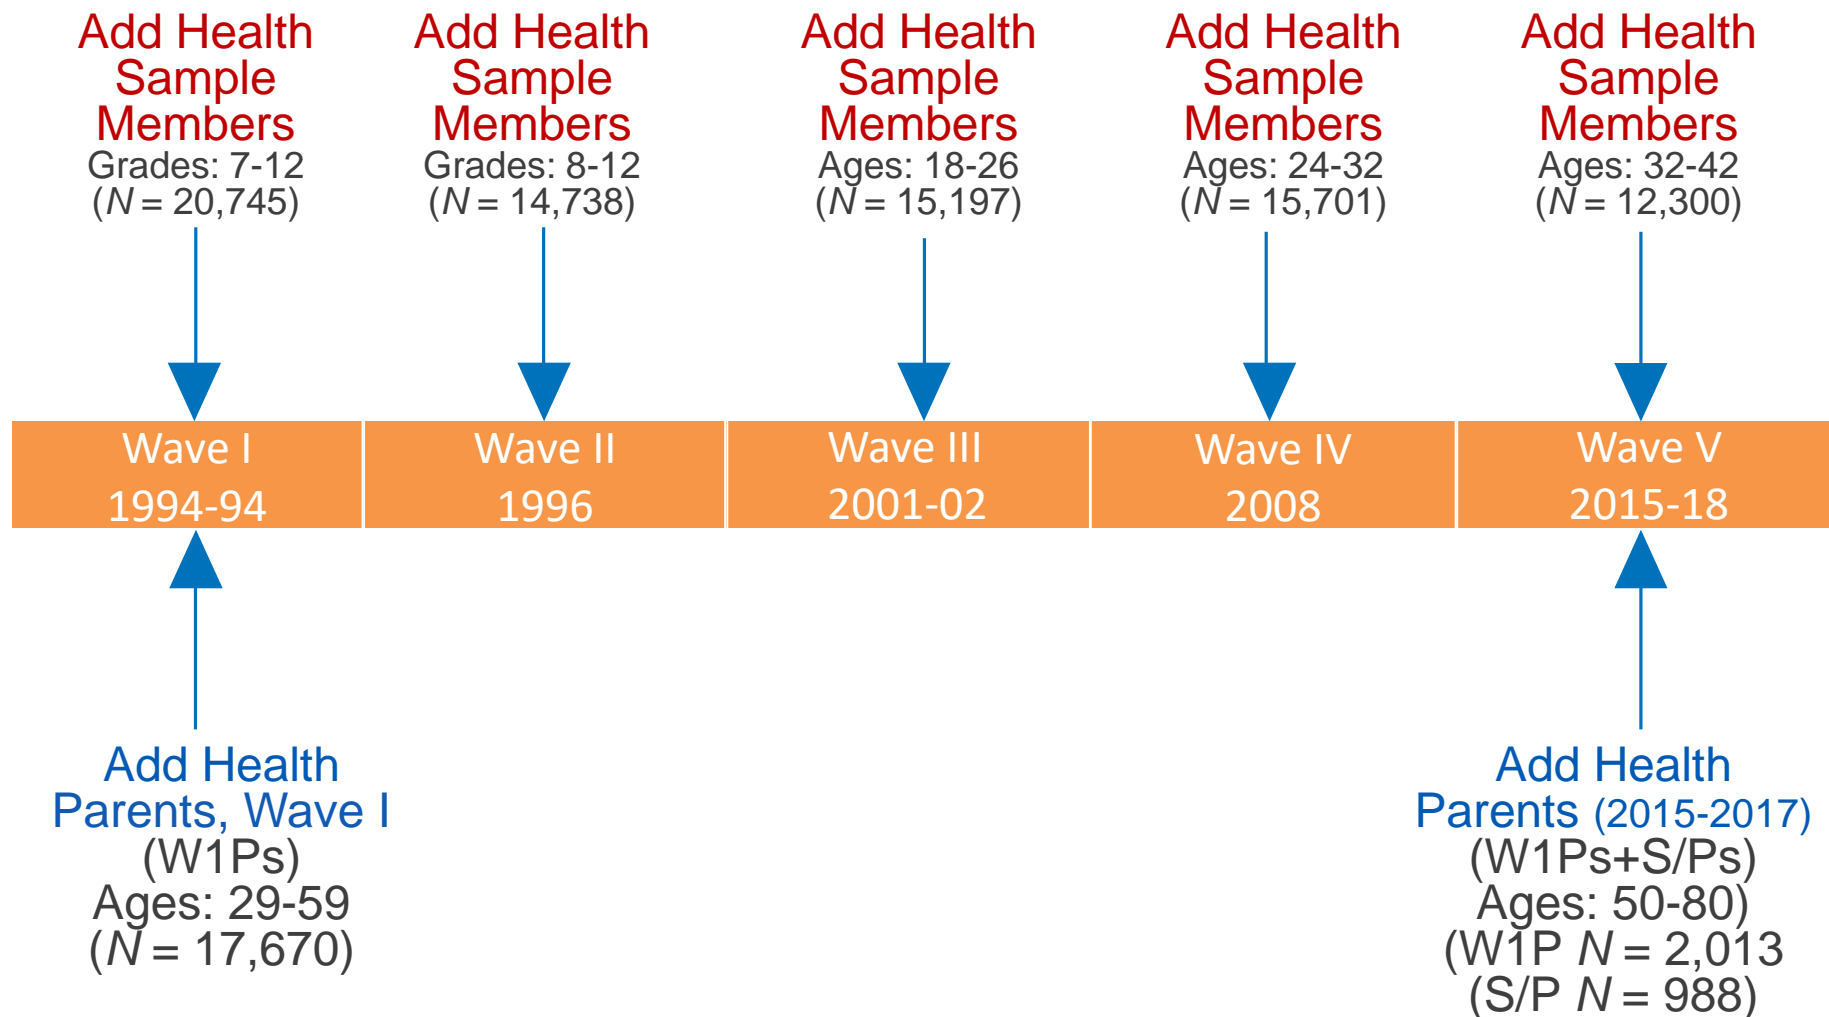 Add Health
Sample
Members
Grades: 7-12
(N = 20,745)
Add Health
Sample
Members
Grades: 8-12
(N = 14,738)
Add Health
Sample
Members
Ages: 18-26
(N = 15,197)
Add Health
Sample
Members
Ages: 24-32
(N = 15,701)
Add Health
Sample
Members
Ages: 32-42
(N = 12,300)
Wave I
1994-94
Wave II
1996
Wave III
2001-02
Wave IV
2008
Wave V
2015-18
Add Health
Parents, Wave I
(W1Ps)
Ages: 29-59
(N = 17,670)
Add Health
Parents (2015-2017)
(W1Ps+S/Ps)
Ages: 50-80)
(W1P N = 2,013
(S/P N = 988)